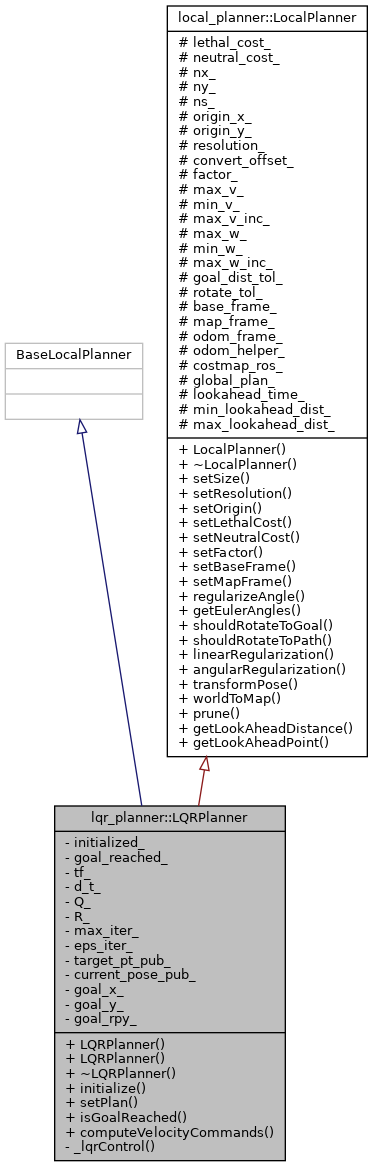 local_planner::LocalPlanner
# lethal_cost_
# neutral_cost_
# nx_
# ny_
# ns_
# origin_x_
# origin_y_
# resolution_
# convert_offset_
# factor_
# max_v_
# min_v_
# max_v_inc_
# max_w_
# min_w_
# max_w_inc_
# goal_dist_tol_
# rotate_tol_
# base_frame_
# map_frame_
# odom_frame_
# odom_helper_
# costmap_ros_
# global_plan_
# lookahead_time_
# min_lookahead_dist_
# max_lookahead_dist_
+ LocalPlanner()
+ ~LocalPlanner()
+ setSize()
+ setResolution()
+ setOrigin()
+ setLethalCost()
+ setNeutralCost()
+ setFactor()
+ setBaseFrame()
+ setMapFrame()
+ regularizeAngle()
+ getEulerAngles()
+ shouldRotateToGoal()
+ shouldRotateToPath()
+ linearRegularization()
+ angularRegularization()
+ transformPose()
+ worldToMap()
+ prune()
+ getLookAheadDistance()
+ getLookAheadPoint()
BaseLocalPlanner
lqr_planner::LQRPlanner
- initialized_
- goal_reached_
- tf_
- d_t_
- Q_
- R_
- max_iter_
- eps_iter_
- target_pt_pub_
- current_pose_pub_
- goal_x_
- goal_y_
- goal_rpy_
+ LQRPlanner()
+ LQRPlanner()
+ ~LQRPlanner()
+ initialize()
+ setPlan()
+ isGoalReached()
+ computeVelocityCommands()
- _lqrControl()